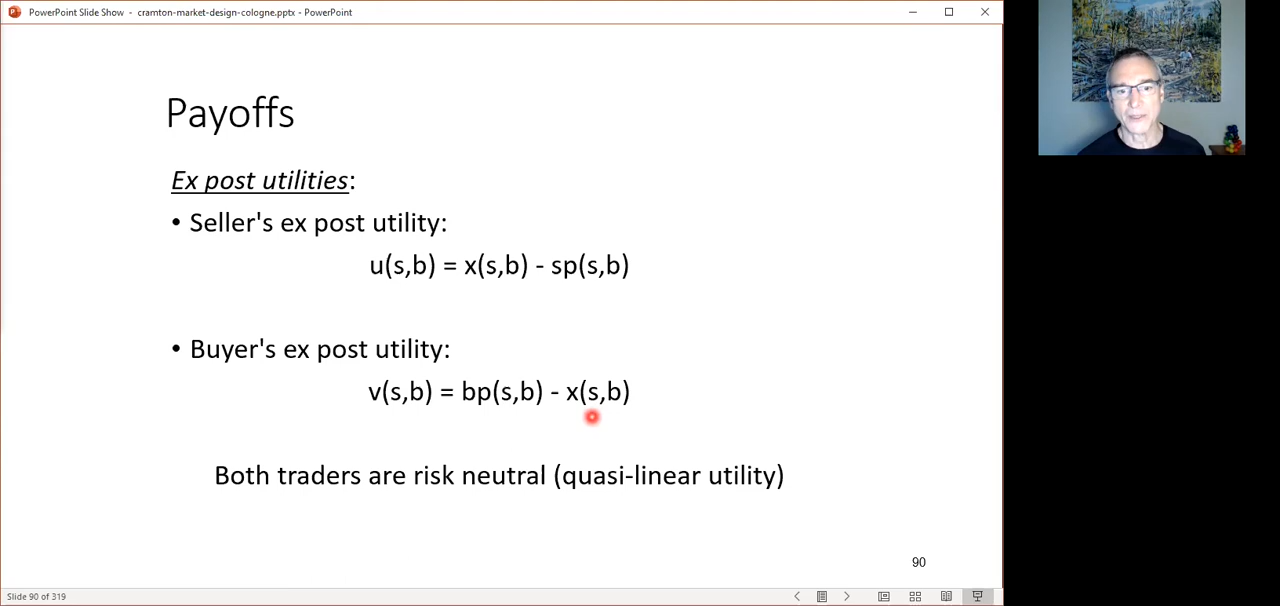 PowerPoint Slide Show - cramton-market-design-cologne.pptx - PowerPoint
Payoffs
Ex post utilities:
• Seller's ex post utility:
u(s,b) = x(s,b) - sp(s,b)
• Buyer's ex post utility:
v(s,b) = bp(s,b) - x(s,b)
Both traders are risk neutral (quasi-linear utility)
90
Slide 90 of 319